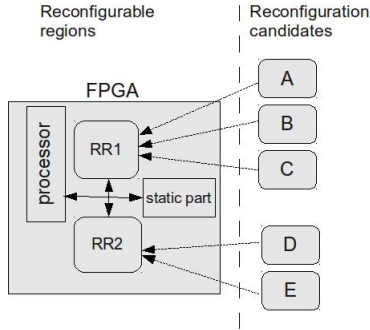 Reconfigurable
regions
Reconfiguration
candidates
FPGA
processor
RR1
static part
RR2
A
B
C
D
E